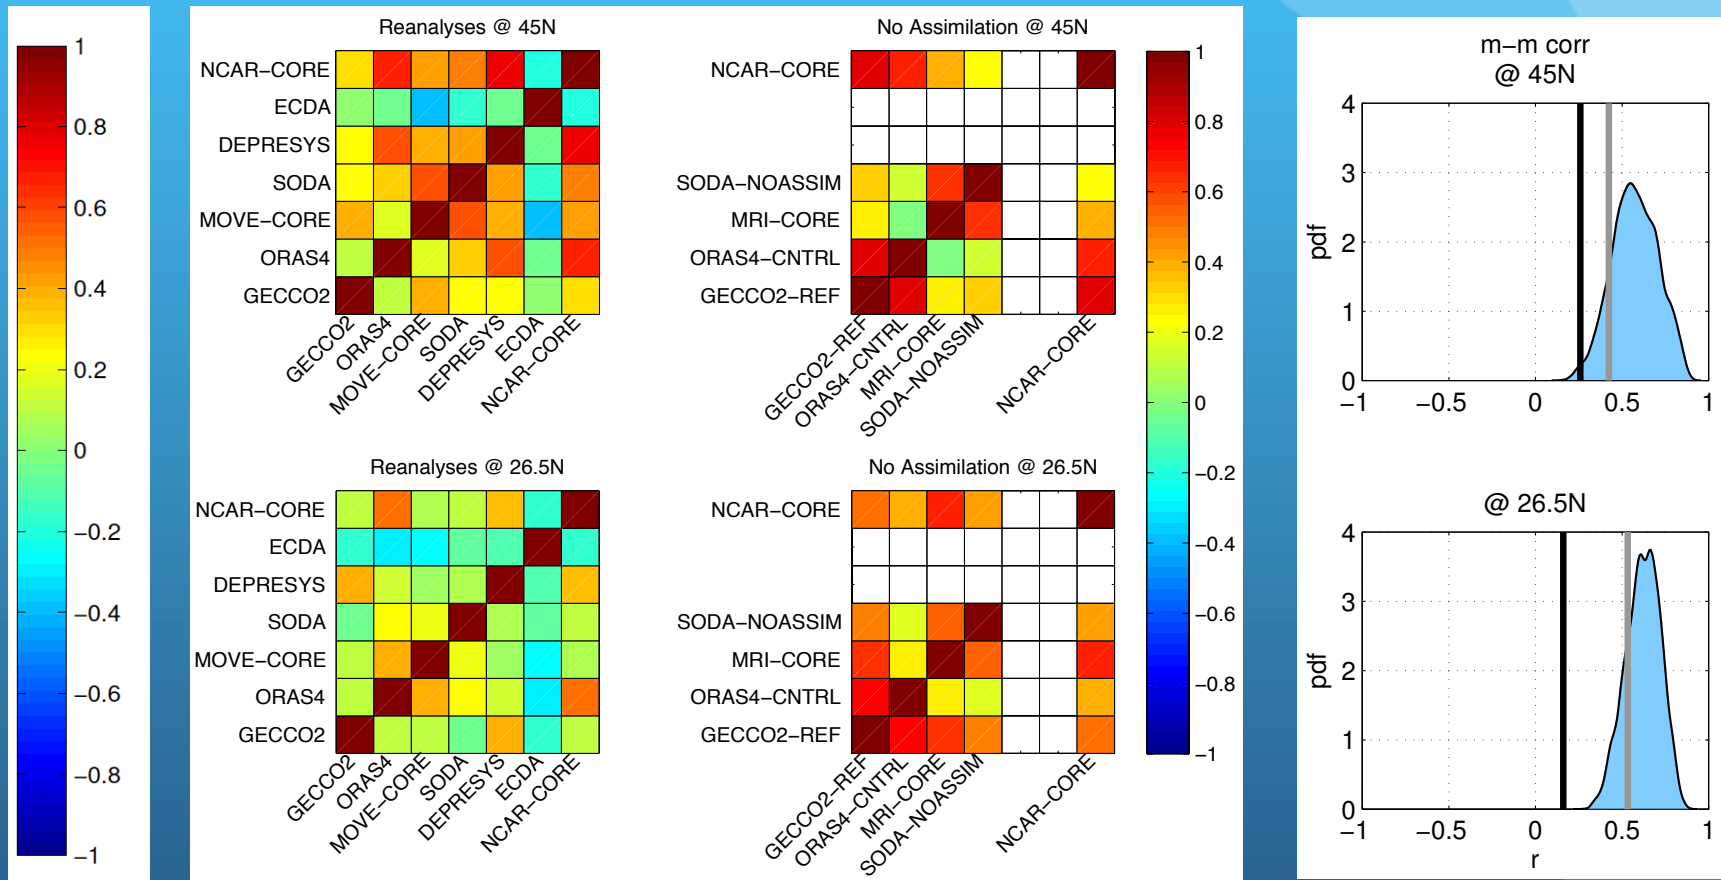 1
0.8
0.6
0.4
0.2
0
−0.2
−0.4
−0.6
−0.8
−1
Reanalyses @ 45N
NCAR−CORE
ECDA
DEPRESYS
SODA
MOVE−CORE
ORAS4
GECCO2
GECCO2
ORAS4
MOVE−CORE
SODA
DEPRESYS
ECDA
NCAR−CORE
No Assimilation @ 45N
NCAR−CORE
SODA−NOASSIM
MRI−CORE
ORAS4−CNTRL
GECCO2−REF
GECCO2−REF
ORAS4−CNTRL
MRI−CORE
SODA−NOASSIM
NCAR−CORE
Reanalyses @ 26.5N
NCAR−CORE
ECDA
DEPRESYS
SODA
MOVE−CORE
ORAS4
GECCO2
GECCO2
ORAS4
MOVE−CORE
SODA
DEPRESYS
ECDA
NCAR−CORE
No Assimilation @ 26.5N
NCAR−CORE
SODA−NOASSIM
MRI−CORE
ORAS4−CNTRL
GECCO2−REF
GECCO2−REF
ORAS4−CNTRL
MRI−CORE
SODA−NOASSIM
NCAR−CORE
1
0.8
0.6
0.4
0.2
0
−0.2
−0.4
−0.6
−0.8
−1
m−m corr
@ 45N
4
3
2
1
0
pdf
−1 −0.5 0 0.5 1
@ 26.5N
4
3
2
1
0
pdf
−1 −0.5 0 0.5 1
r